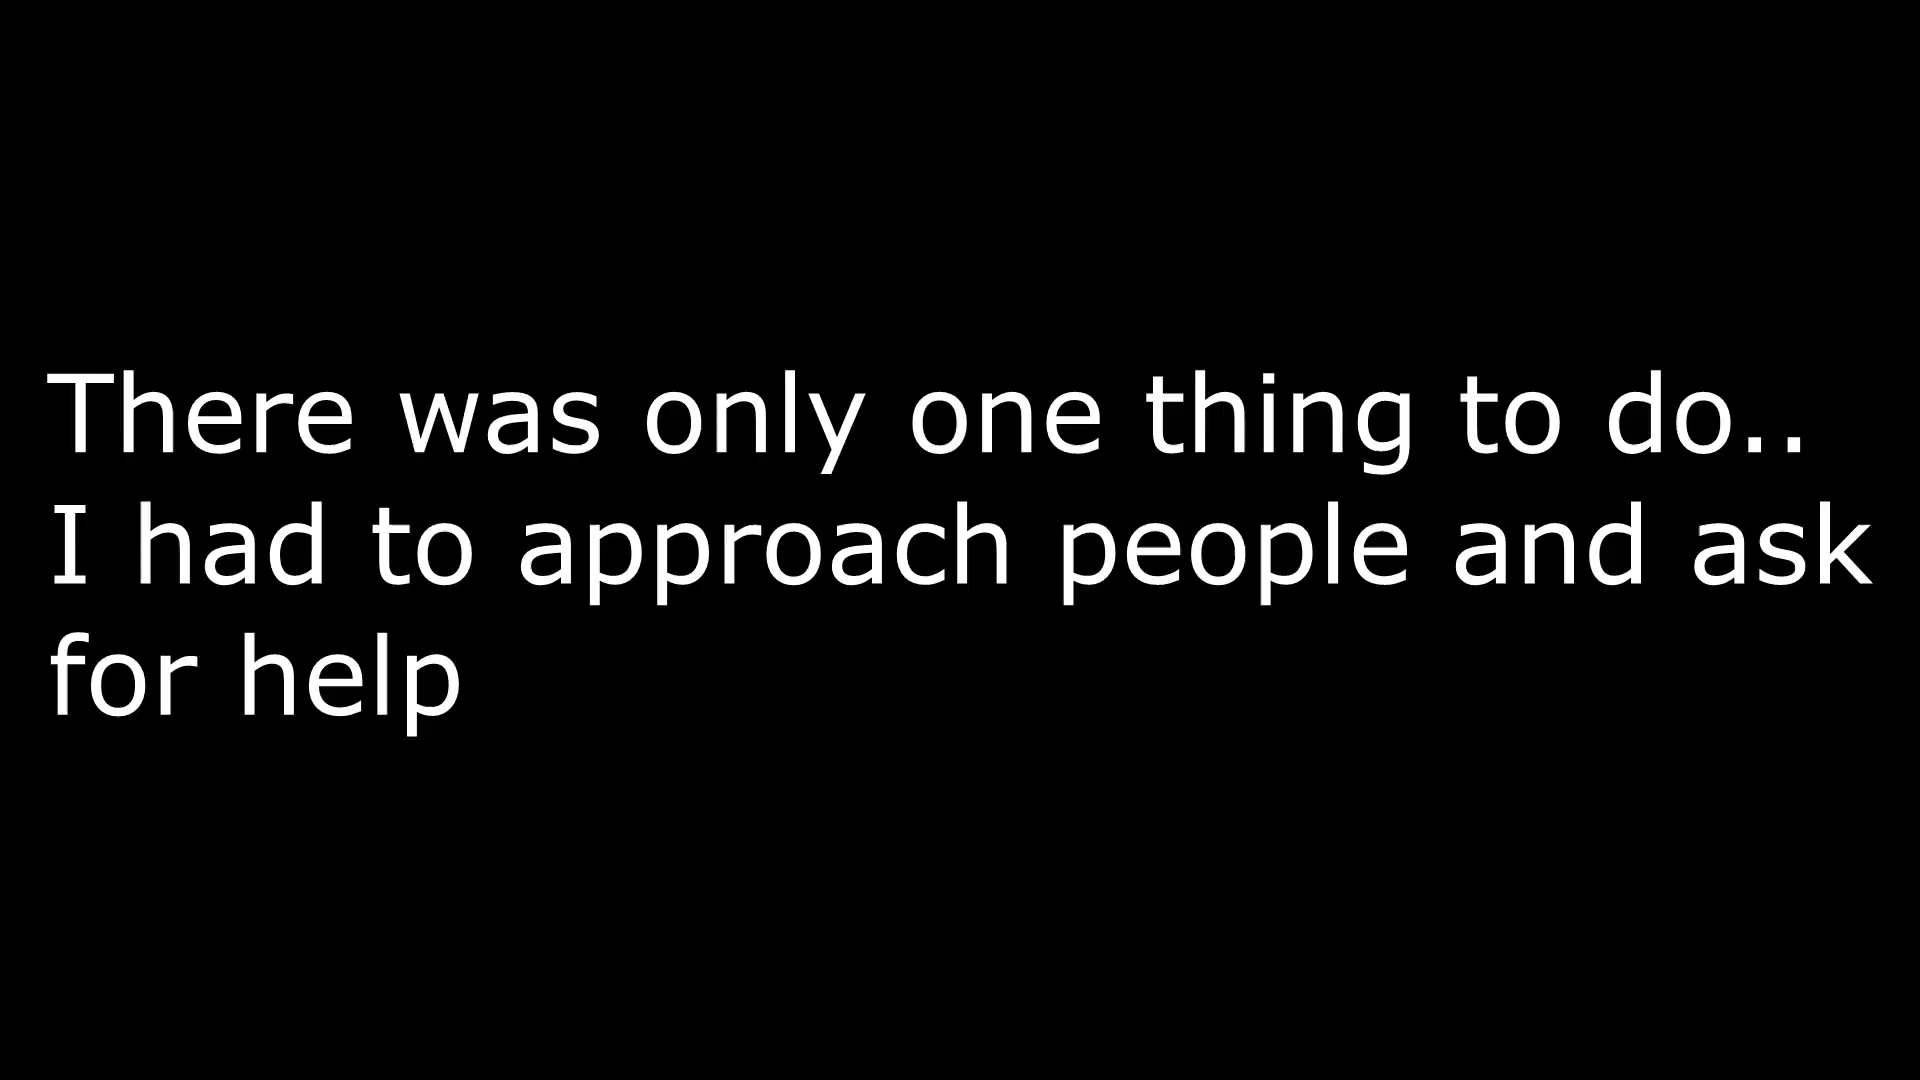 There was only one thing to do..
I had to approach people and ask
for help